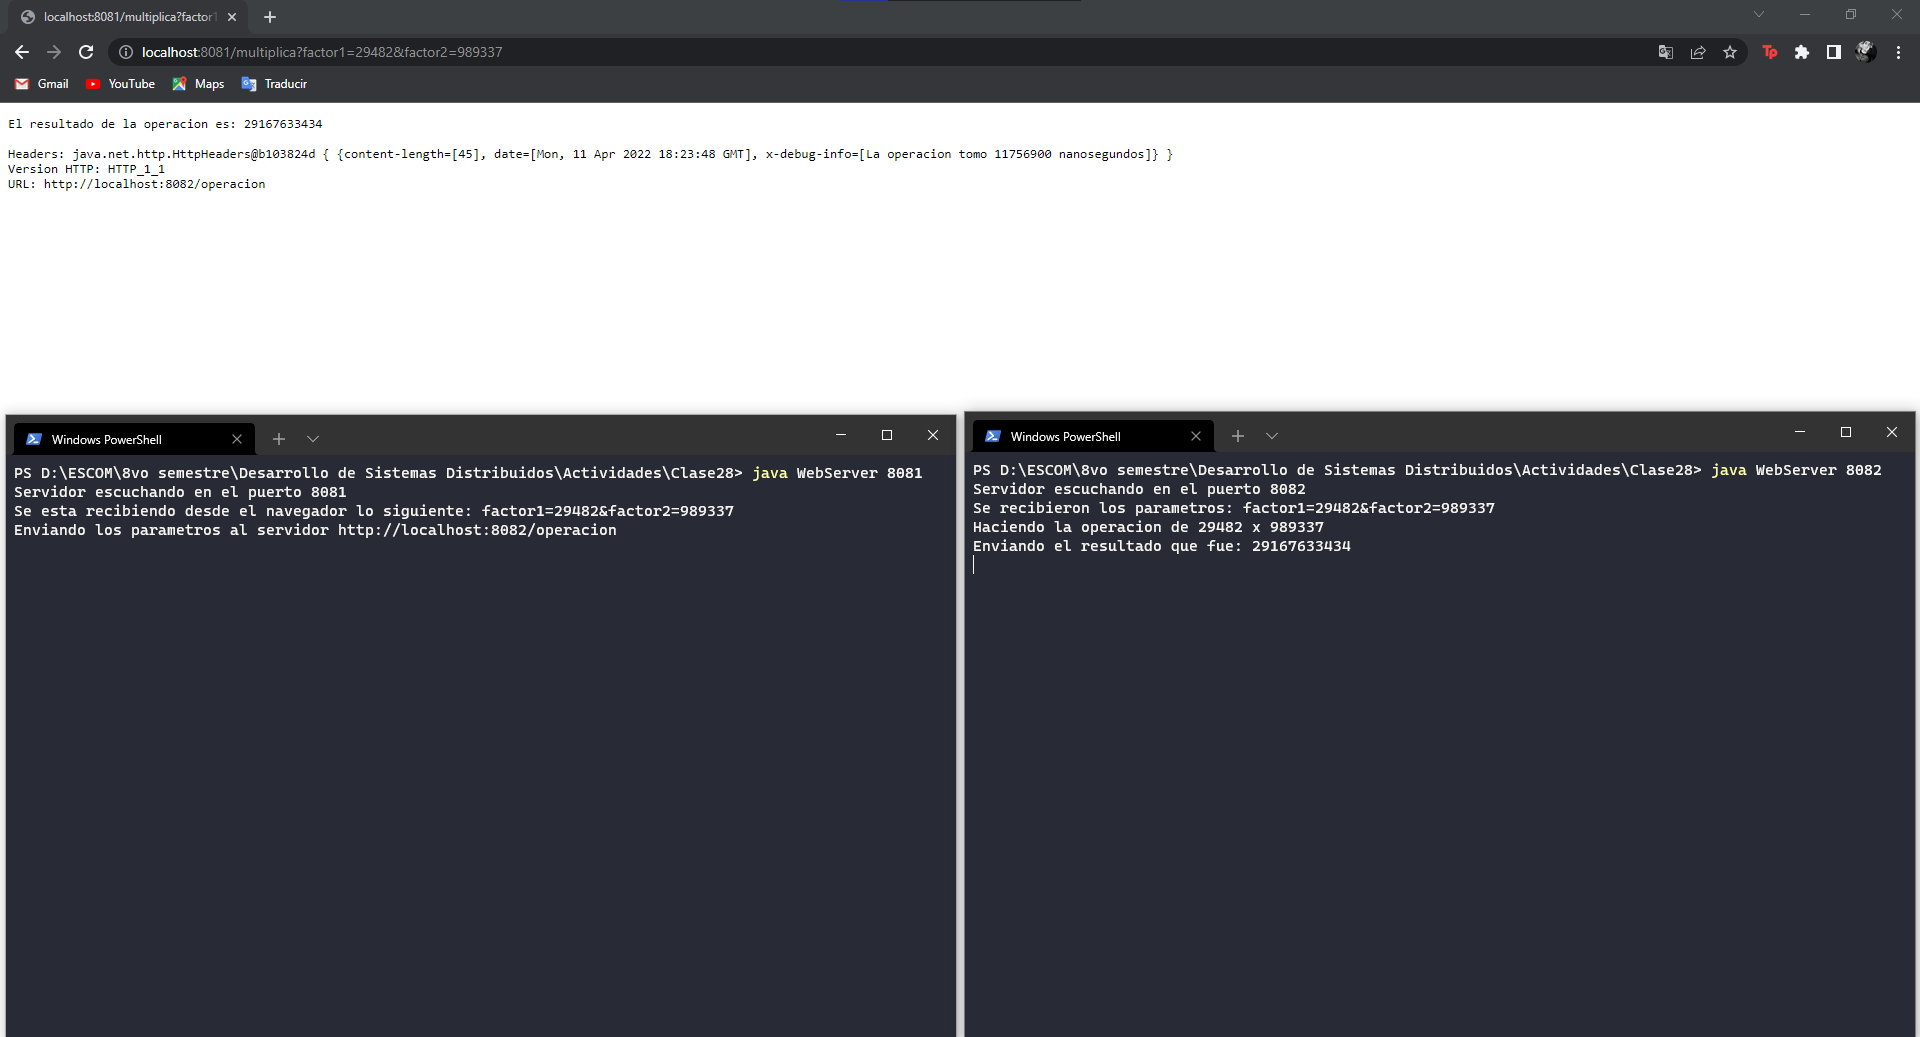 localhost:8081/multiplica?factor1
localhost:8081/multiplica?factor1=29482&factor2=989337
Tp
Gmail YouTube Maps Traducir
El resultado de la operacion es: 29167633434
Headers: java.net.http.HttpHeaders@b103824d { {content-length=[45], date=[Mon, 11 Apr 2022 18:23:48 GMT], x-debug-info=[La operacion tomo 11756900 nanosegundos]} }
Version HTTP: HTTP_1_1
URL: http://localhost:8082/operacion
Windows PowerShell
PS D:\ESCOM\8vo semestre\Desarrollo de Sistemas Distribuidos\Actividades\Clase28> java WebServer 8081
Servidor escuchando en el puerto 8081
Se esta recibiendo desde el navegador lo siguiente: factor1=29482&factor2=989337
Enviando los parametros al servidor http://localhost:8082/operacion
Windows PowerShell
PS D:\ESCOM\8vo semestre\Desarrollo de Sistemas Distribuidos\Actividades\Clase28> java WebServer 8082
Servidor escuchando en el puerto 8082
Se recibieron los parametros: factor1=29482&factor2=989337
Haciendo la operacion de 29482 x 989337
Enviando el resultado que fue: 29167633434